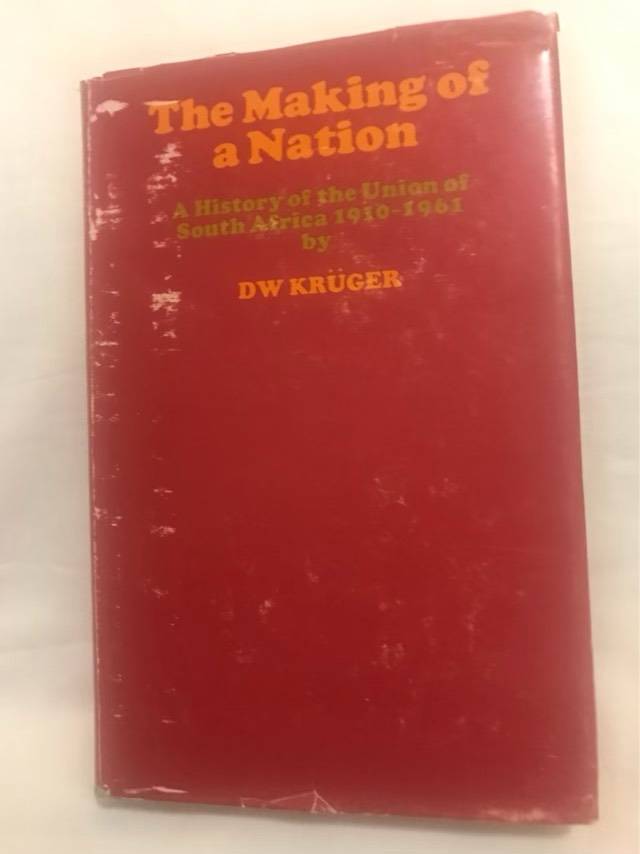 The Making of
a Nation
A History of the Union of
South Africa 1910-1961
by
DW KRÜGER